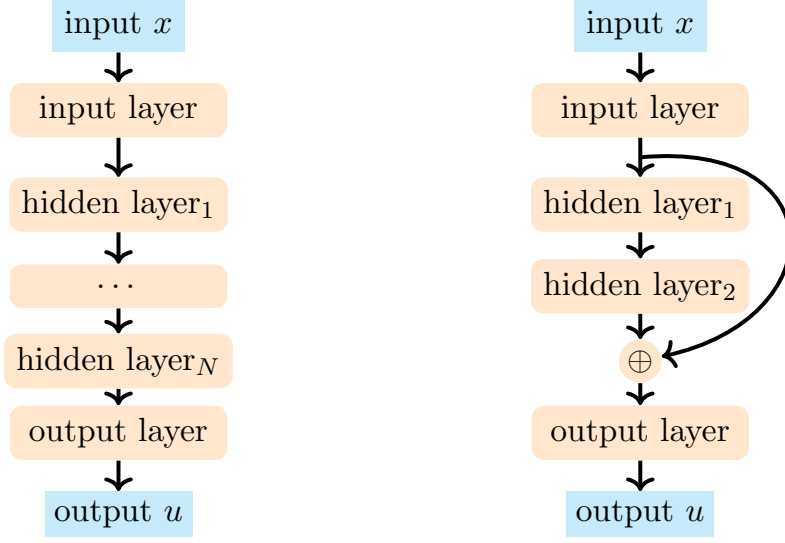 input x
input layer
hidden layer₁
⋯
hidden layer_N
output layer
output u
input x
input layer
hidden layer₁
hidden layer₂
⊕
output layer
output u